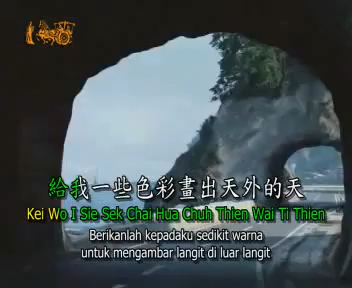 給我一些色彩畫出天外的天
Kei Wo I Sie Sek Chai Hua Chuh Thien Wai Ti Thien
Berikanlah kepadaku sedikit warna
untuk mengambar langit di luar langit